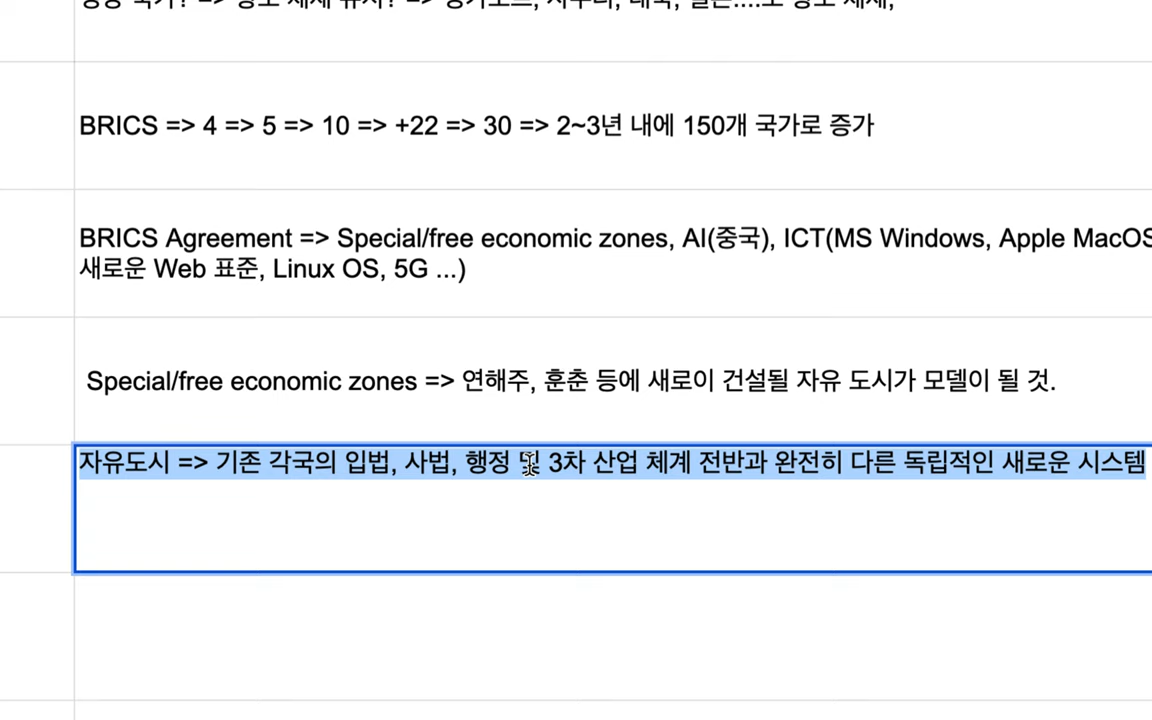 BRICS => 4 => 5 => 10 => +22 => 30 => 2~3년 내에 150개 국가로 증가
BRICS Agreement => Special/free economic zones, AI(중국), ICT(MS Windows, Apple MacOS
새로운 Web 표준, Linux OS, 5G ...)
Special/free economic zones => 연해주, 훈춘 등에 새로이 건설될 자유 도시가 모델이 될 것.
자유도시 => 기존 각국의 입법, 사법, 행정 및 3차 산업 체계 전반과 완전히 다른 독립적인 새로운 시스템